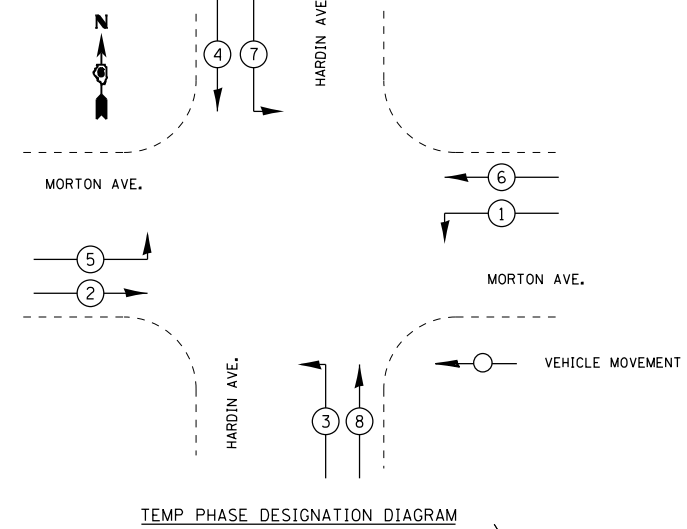 N
4 7
HARDIN AVE
MORTON AVE.
6
1
5
2
MORTON AVE.
VEHICLE MOVEMENT
HARDIN AVE.
3 8
TEMP PHASE DESIGNATION DIAGRAM